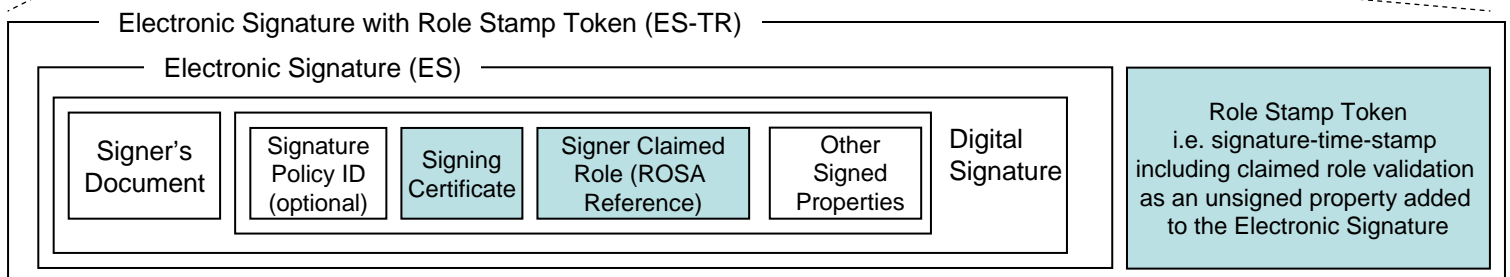 Electronic Signature with Role Stamp Token (ES-TR)
Electronic Signature (ES)
Signer's
Document
Signature
Policy ID
(optional)
Signing
Certificate
Signer Claimed
Role (ROSA
Reference)
Other
Signed
Properties
Digital
Signature
Role Stamp Token
i.e. signature-time-stamp
including claimed role validation
as an unsigned property added
to the Electronic Signature